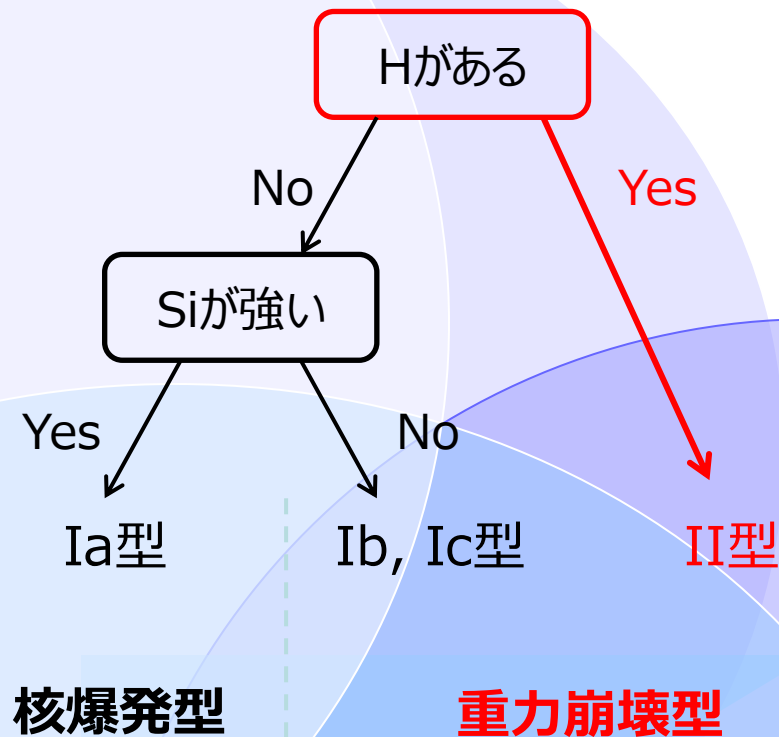 Hがある
No
Yes
Siが強い
Yes
No
Ia型
Ib, Ic型
II型
核爆発型
重力崩壊型